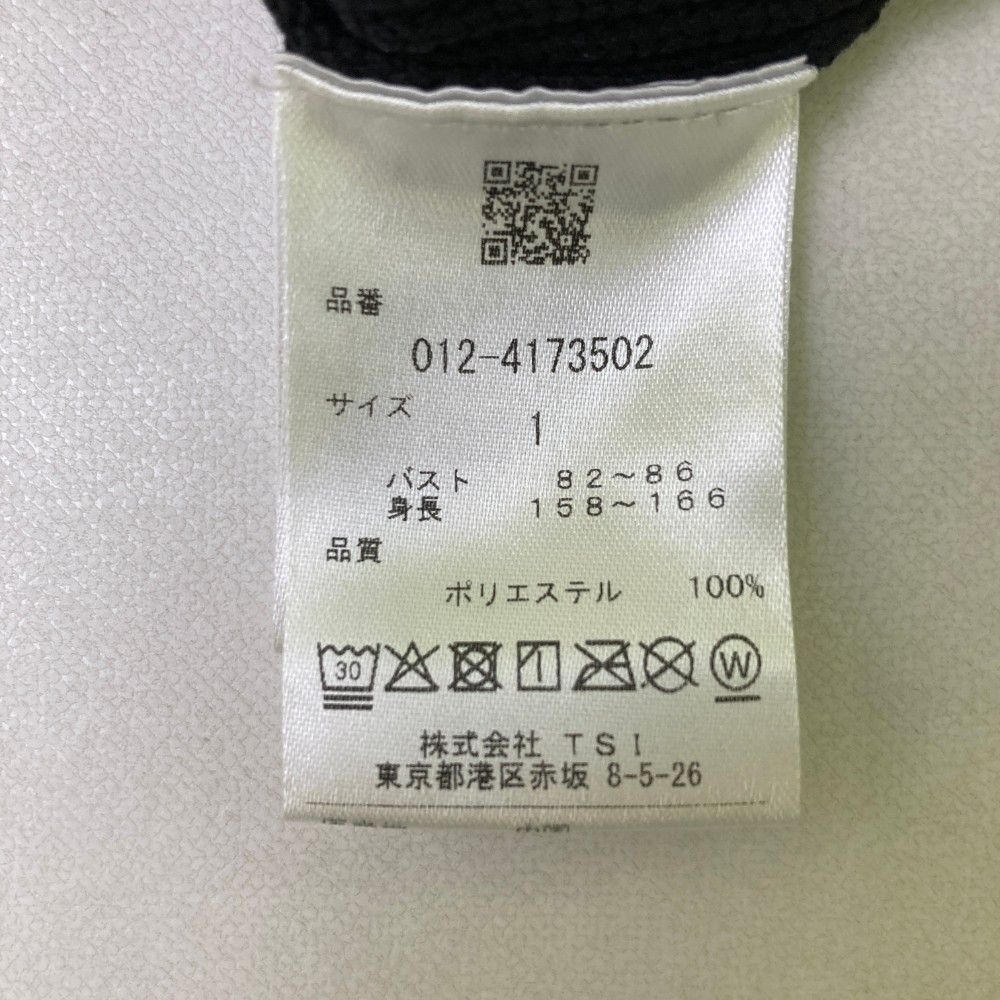 品番
012-4173502
サイズ
1
バスト 82~86
身長 158~166
品質
ポリエステル 100%
30 W
株式会社 TSI
東京都港区赤坂 8-5-26